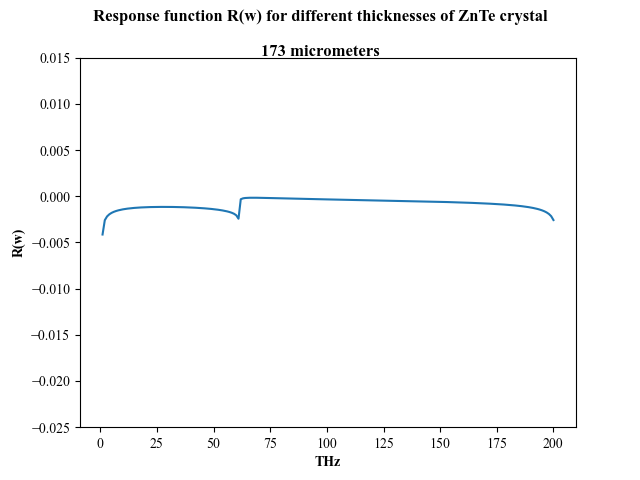 Response function R(w) for different thicknesses of ZnTe crystal
173 micrometers
0.015
0.010
0.005
0.000
−0.005
−0.010
−0.015
−0.020
−0.025
R(w)
0 25 50 75 100 125 150 175 200
THz